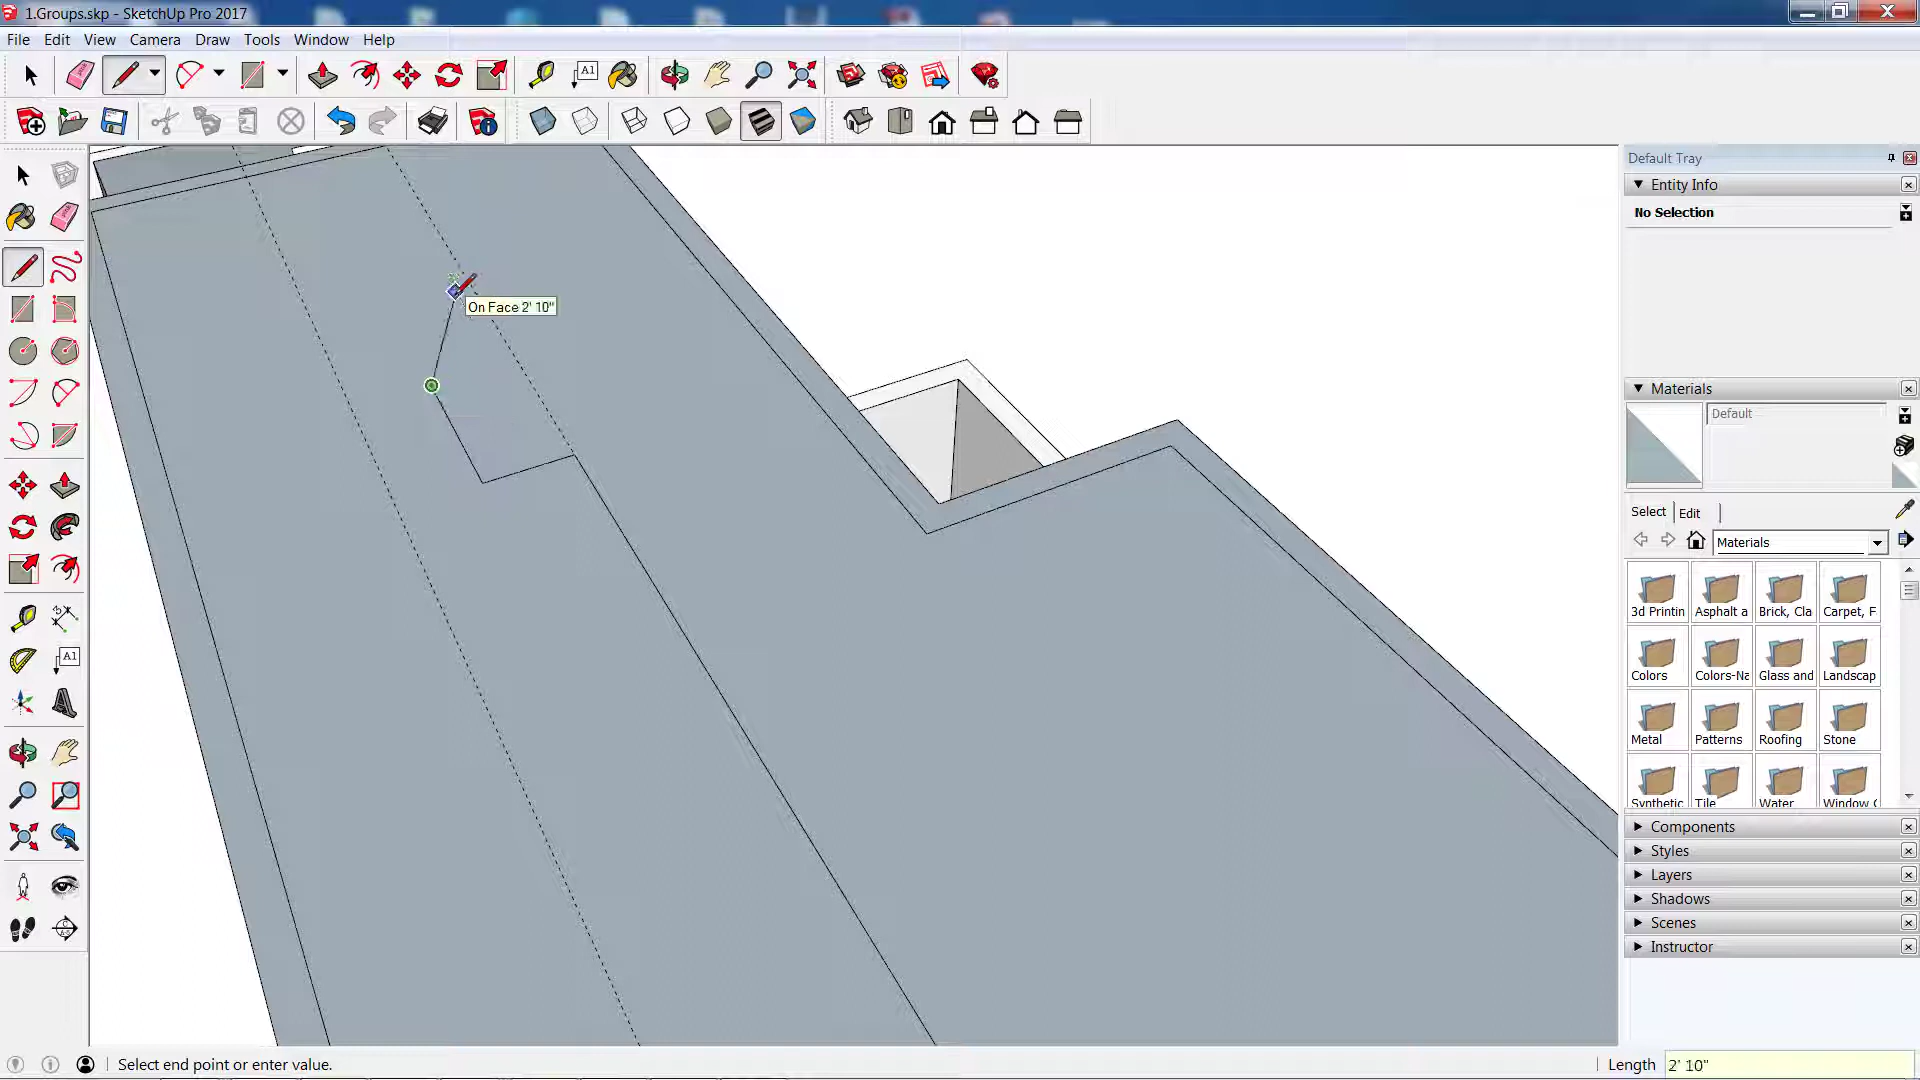 1.Groups.skp - SketchUp Pro 2017
File Edit View Camera Draw Tools Window Help
A1
Default Tray
Entity Info
No Selection
On Face 2' 10"
Materials
Default
Select Edit
Materials
3d Printin Asphalt a Brick, Cla Carpet, F
Colors Colors-Na Glass and Landscap
A1
Metal Patterns Roofing Stone
Synthetic Tile Water Window C
Components
Styles
Layers
Shadows
Scenes
Instructor
Select end point or enter value.
Length 2' 10"